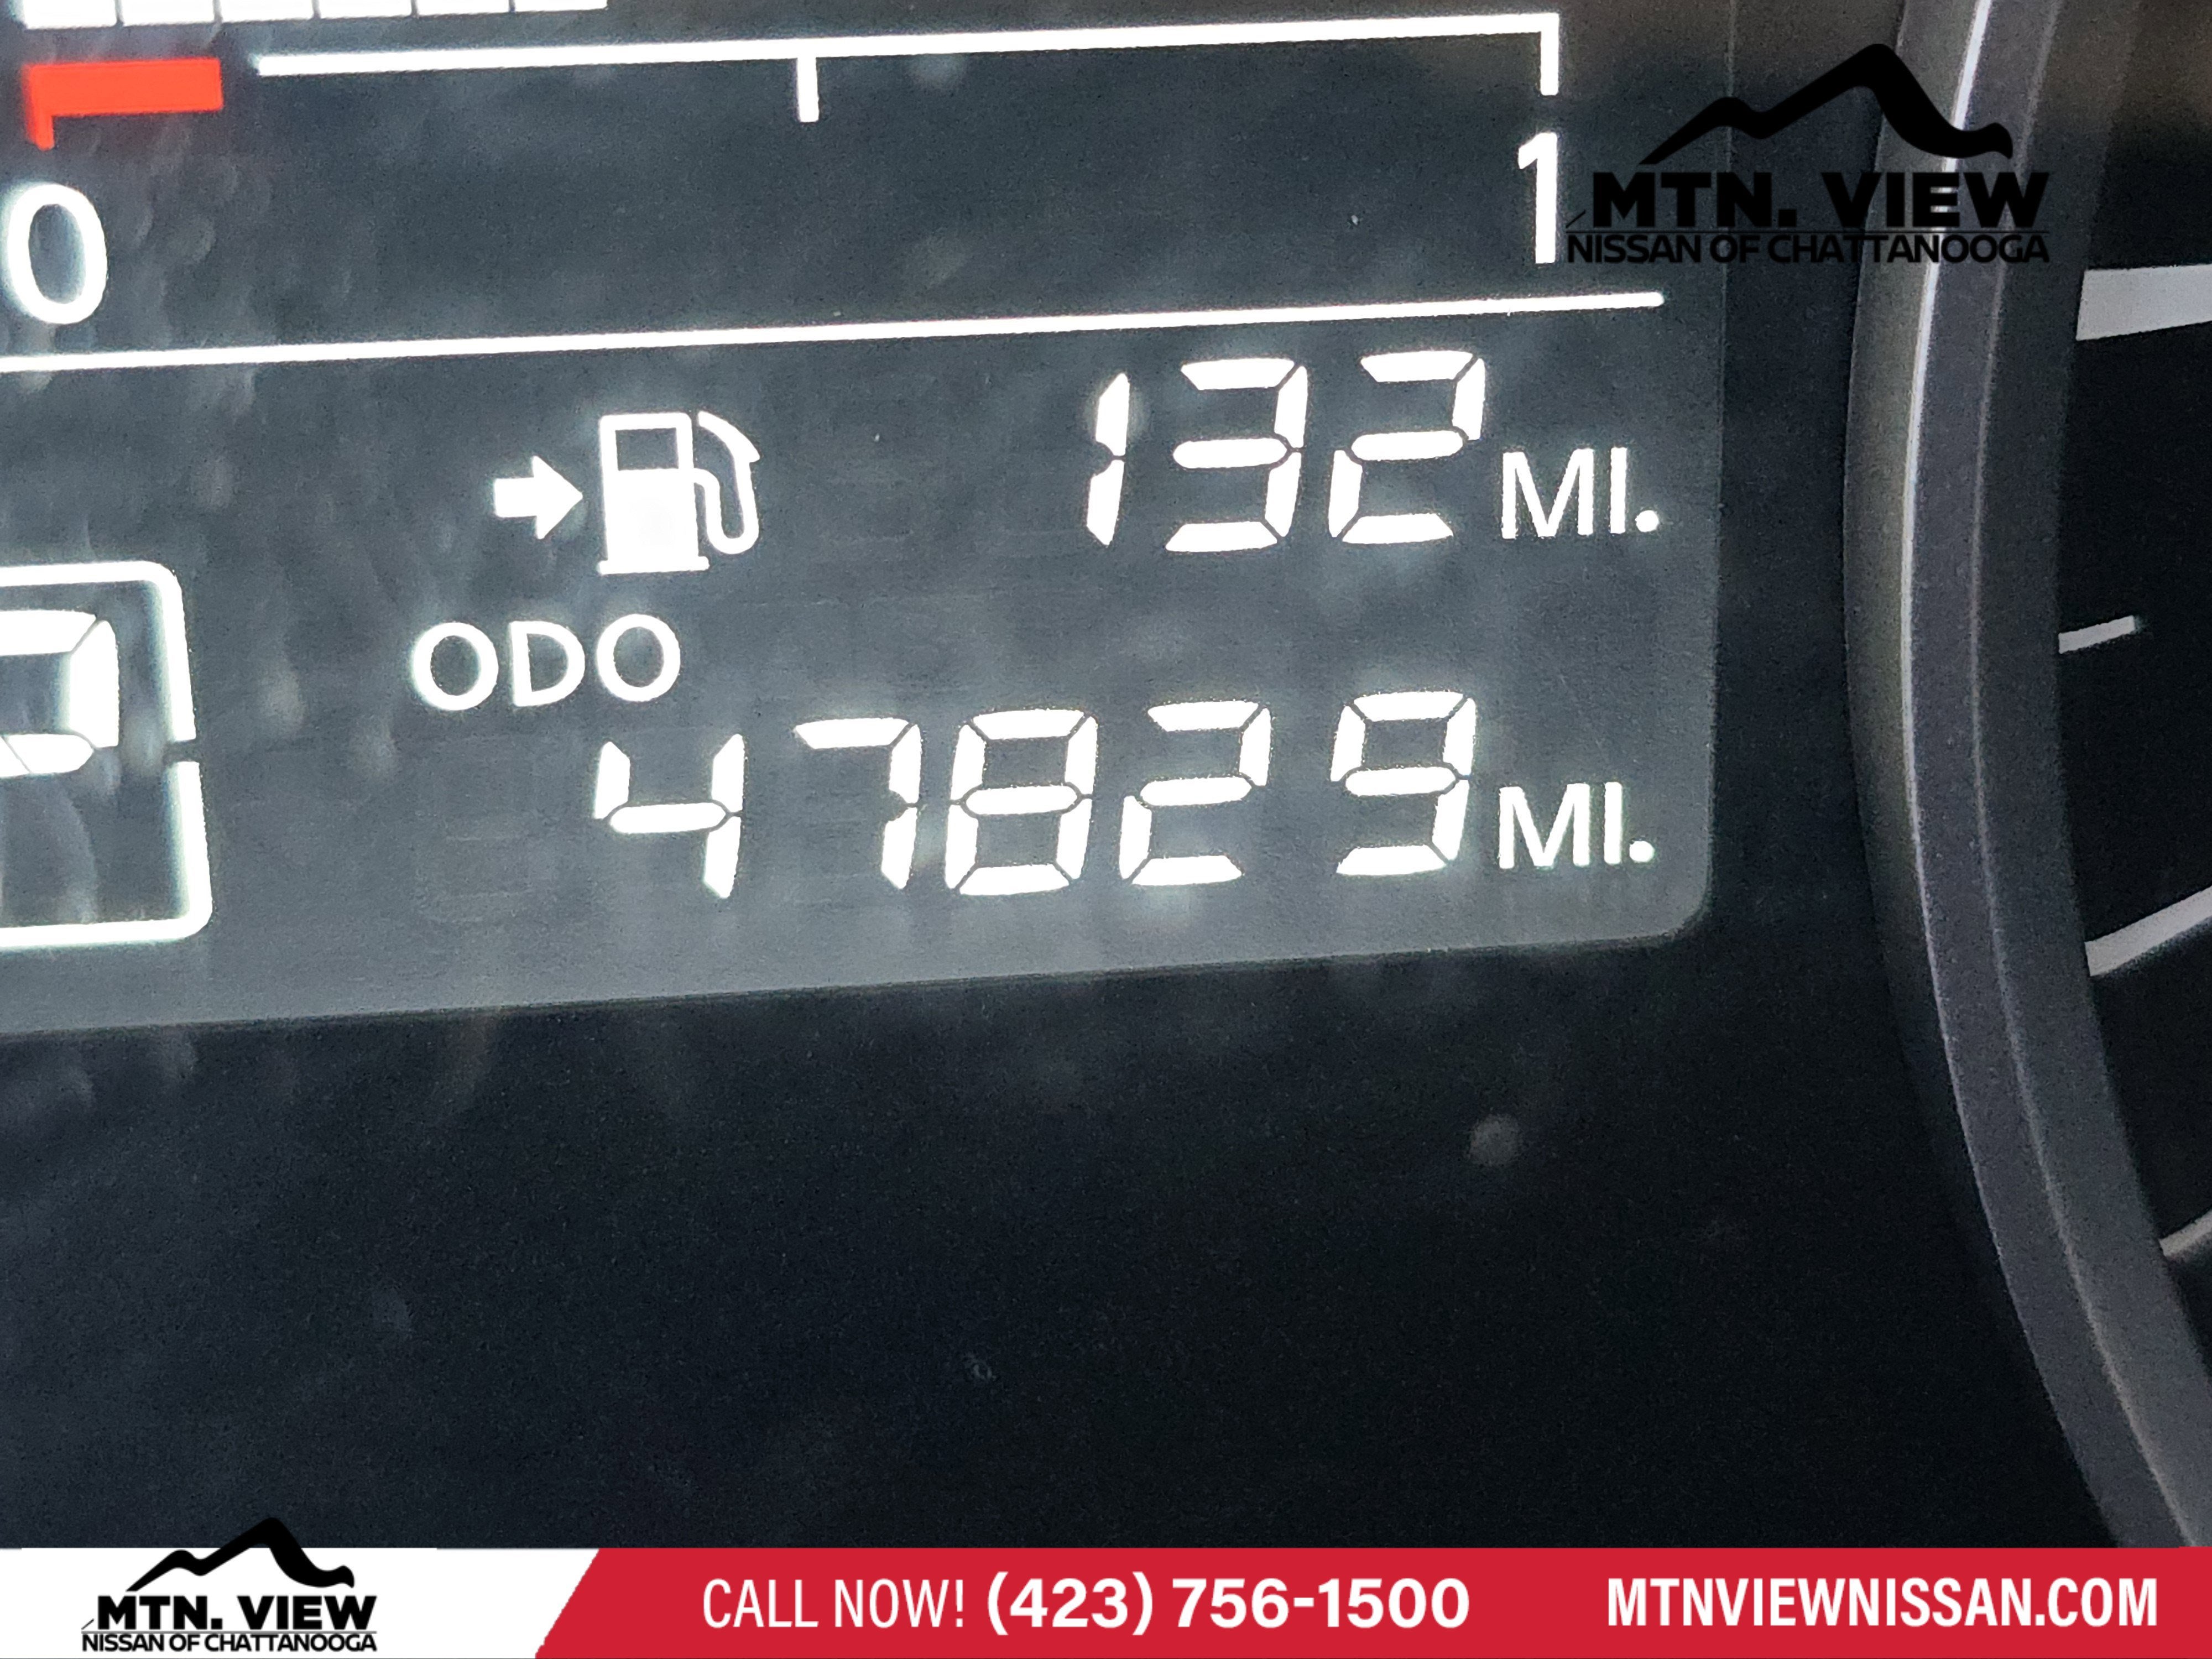 0
1
MTN. VIEW
NISSAN OF CHATTANOOGA
132 MI.
ODO
P
47829 MI.
MTN. VIEW
NISSAN OF CHATTANOOGA
CALL NOW! (423) 756-1500
MTNVIEWNISSAN.COM